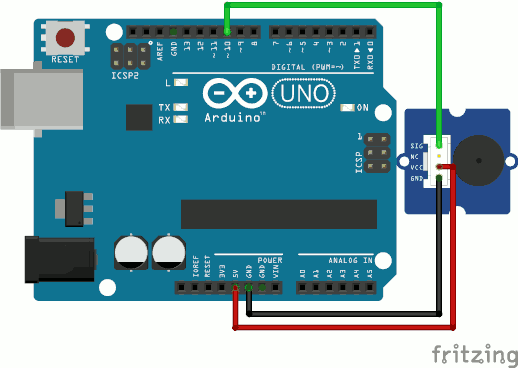 RESET
ICSP2
AREF
GND
13
12
~11
~10
~9
8
7
~6
~5
4
~3
2
TX0▸1
RX0◂0
DIGITAL (PWM=~)
L
TX
RX
UNO
ON
Arduino™
1
ICSP
SIG
NC
VCC
GND
IOREF
RESET
3V3
5V
GND
GND
VIN
POWER
ANALOG IN
A0
A1
A2
A3
A4
A5
fritzing